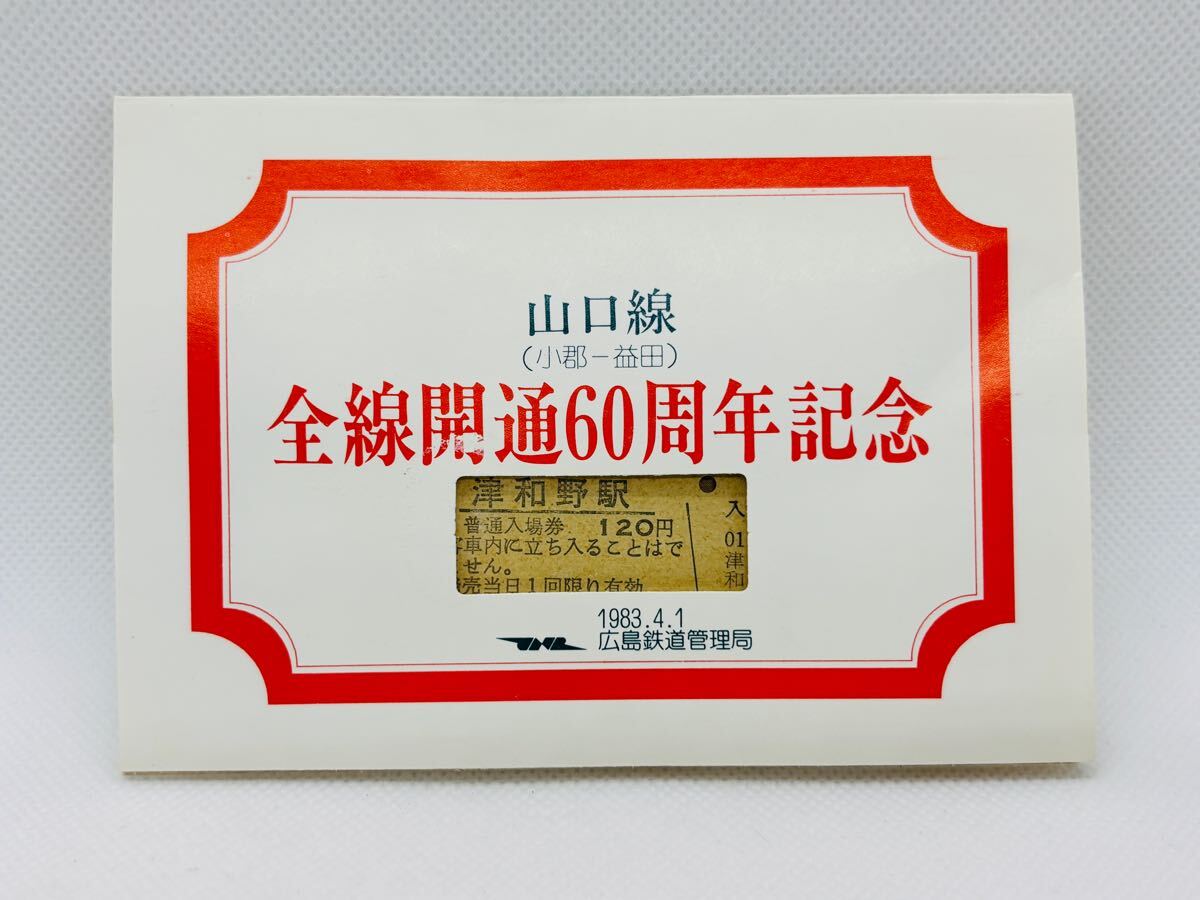 山口線
(小郡－益田)
全線開通60周年記念
津和野駅
普通入場券 120円
車内に立ち入ることはで
せん。
売当日1回限り有効
入
01
津
和
1983.4.1
JNR 広島鉄道管理局